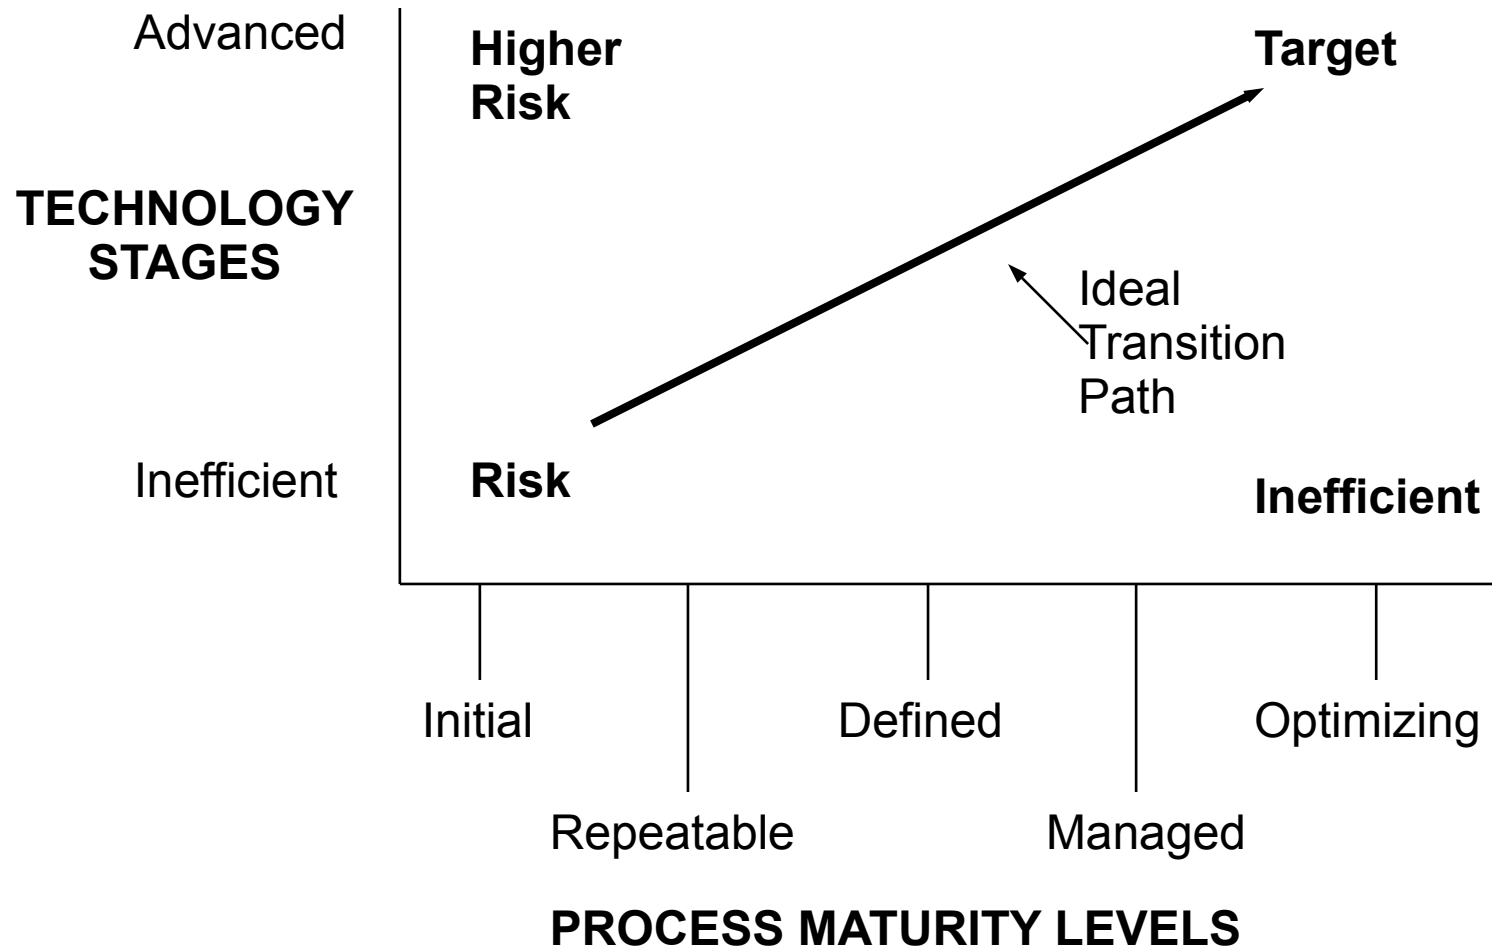 Advanced
Higher
Risk
Target
TECHNOLOGY
STAGES
Ideal
Transition
Path
Inefficient
Risk
Inefficient
Initial
Defined
Optimizing
Repeatable
Managed
PROCESS MATURITY LEVELS